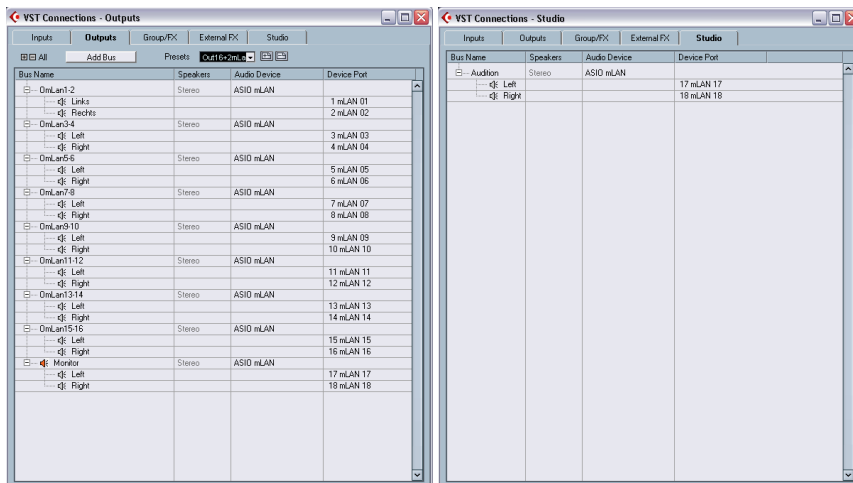 VST Connections - Outputs
Inputs Outputs Group/FX External FX Studio
All Add Bus Presets Out16+2mLa
Bus Name Speakers Audio Device Device Port
OmLan1-2 Stereo ASIO mLAN
Links 1 mLAN 01
Rechts 2 mLAN 02
OmLan3-4 Stereo ASIO mLAN
Left 3 mLAN 03
Right 4 mLAN 04
OmLan5-6 Stereo ASIO mLAN
Left 5 mLAN 05
Right 6 mLAN 06
OmLan7-8 Stereo ASIO mLAN
Left 7 mLAN 07
Right 8 mLAN 08
OmLan9-10 Stereo ASIO mLAN
Left 9 mLAN 09
Right 10 mLAN 10
OmLan11-12 Stereo ASIO mLAN
Left 11 mLAN 11
Right 12 mLAN 12
OmLan13-14 Stereo ASIO mLAN
Left 13 mLAN 13
Right 14 mLAN 14
OmLan15-16 Stereo ASIO mLAN
Left 15 mLAN 15
Right 16 mLAN 16
Monitor Stereo ASIO mLAN
Left 17 mLAN 17
Right 18 mLAN 18
VST Connections - Studio
Inputs Outputs Group/FX External FX Studio
Bus Name Speakers Audio Device Device Port
Audition Stereo ASIO mLAN
Left 17 mLAN 17
Right 18 mLAN 18